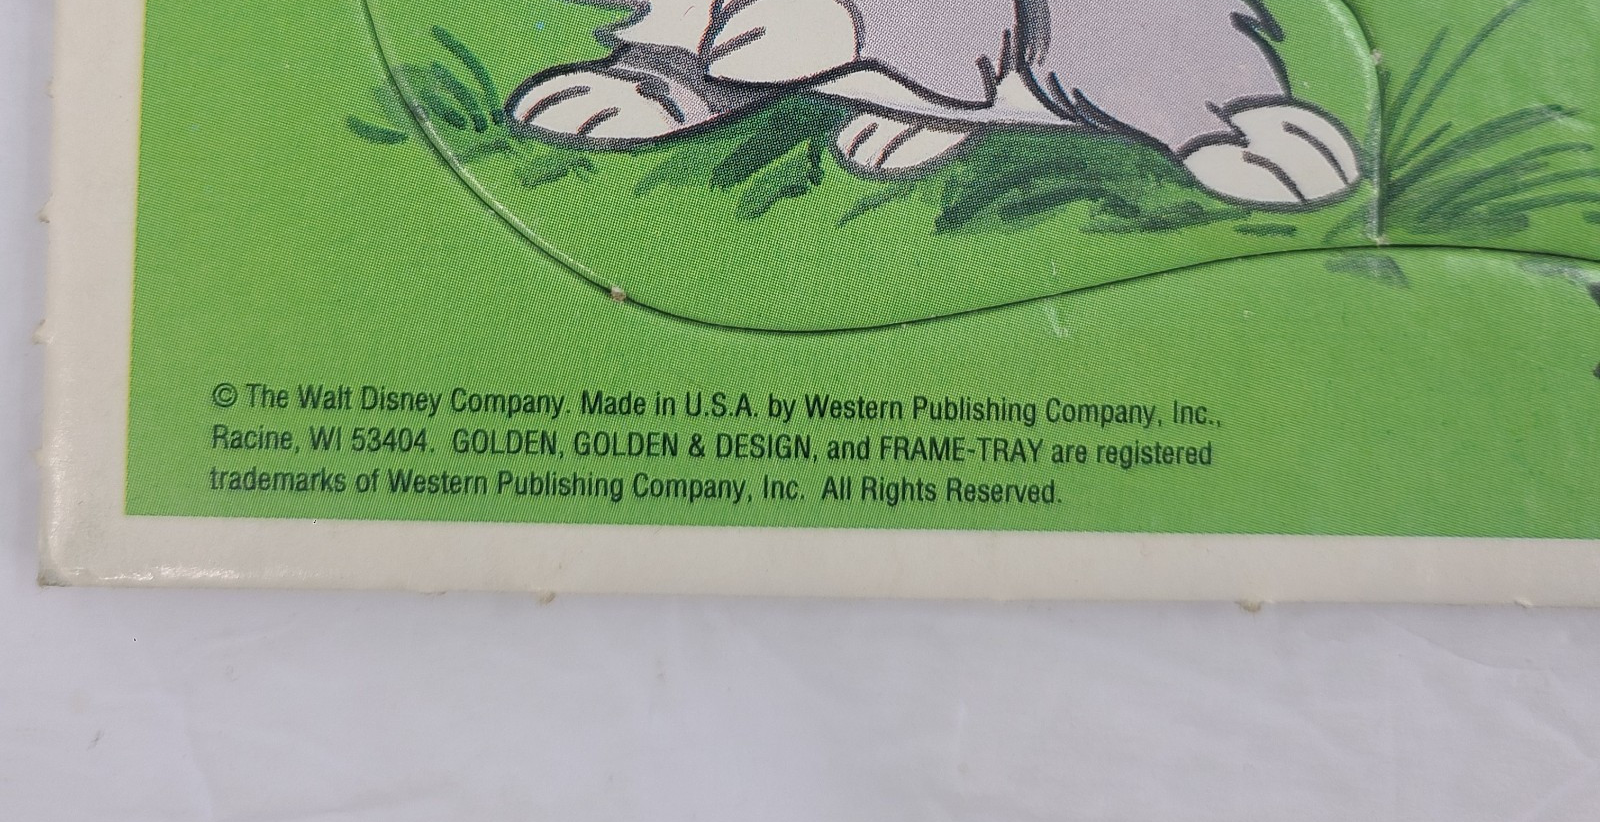 © The Walt Disney Company. Made in U.S.A. by Western Publishing Company, Inc.,
Racine, WI 53404. GOLDEN, GOLDEN & DESIGN, and FRAME-TRAY are registered
trademarks of Western Publishing Company, Inc. All Rights Reserved.